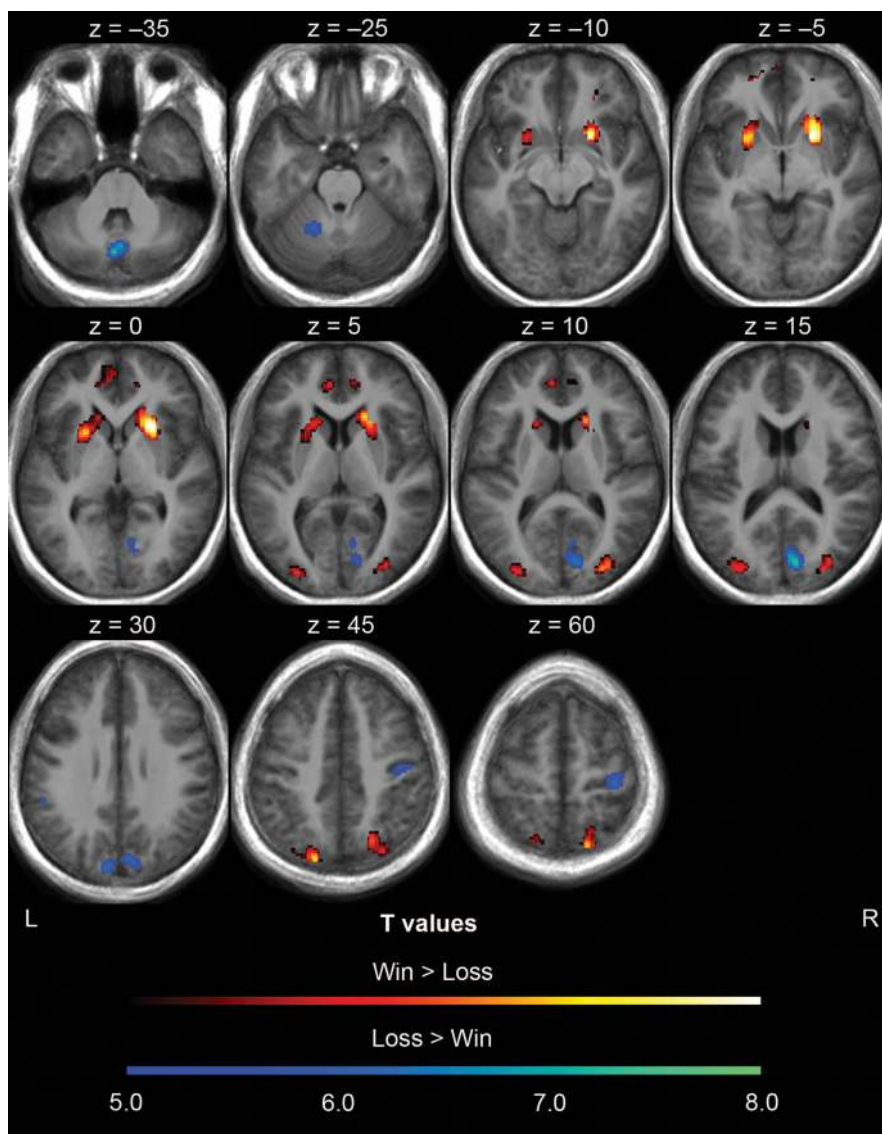 z = –35 z = –25 z = –10 z = –5
z = 0 z = 5 z = 10 z = 15
z = 30 z = 45 z = 60
L T values R
Win > Loss
Loss > Win
5.0 6.0 7.0 8.0